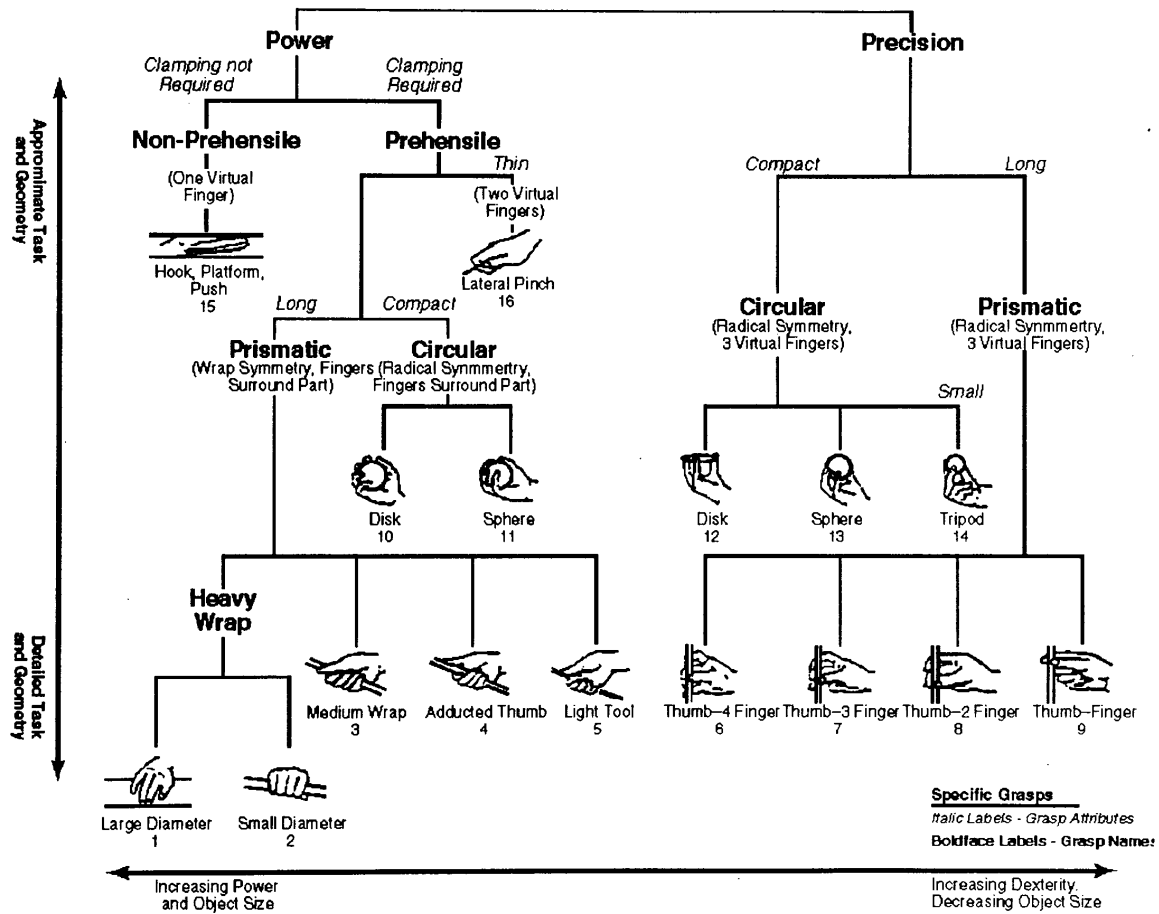 Power
Precision
Clamping not
Required
Clamping
Required
Non-Prehensile
Prehensile
(One Virtual
Finger)
Thin
(Two Virtual
Fingers)
Compact
Long
Hook, Platform,
Push
15
Lateral Pinch
16
Long
Compact
Prismatic
(Wrap Symmetry, Fingers
Surround Part)
Circular
(Radical Synmmertry,
Fingers Surround Part)
Circular
(Radical Symmetry,
3 Virtual Fingers)
Prismatic
(Radical Synmmetry,
3 Virtual Fingers)
Small
Disk
10
Sphere
11
Disk
12
Sphere
13
Tripod
14
Heavy
Wrap
Medium Wrap
3
Adducted Thumb
4
Light Tool
5
Thumb–4 Finger
6
Thumb–3 Finger
7
Thumb–2 Finger
8
Thumb–Finger
9
Large Diameter
1
Small Diameter
2
Appromimate Task
and Geometry
Detailed Task
and Geometry
Specific Grasps
Italic Labels - Grasp Attributes
Boldface Labels - Grasp Names
Increasing Power
and Object Size
Increasing Dexterity.
Decreasing Object Size